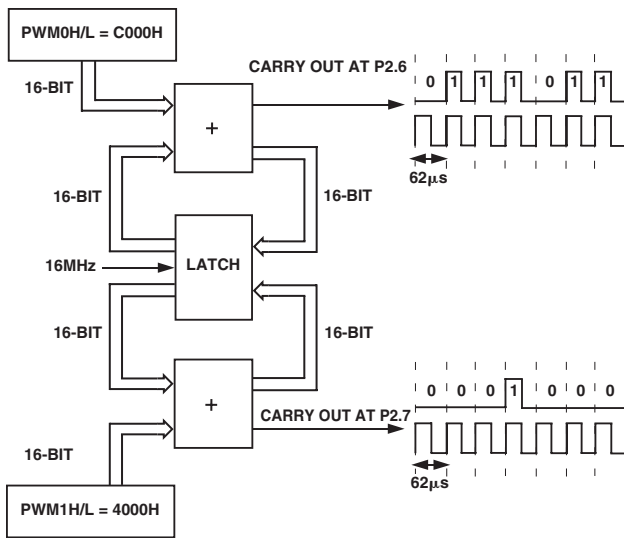 PWM0H/L = C000H
16-BIT
CARRY OUT AT P2.6
0 1 1 1 0 1 1
+
62μs
16-BIT
16-BIT
16MHz
LATCH
16-BIT
16-BIT
0 0 0 1 0 0 0
+
CARRY OUT AT P2.7
16-BIT
62μs
PWM1H/L = 4000H